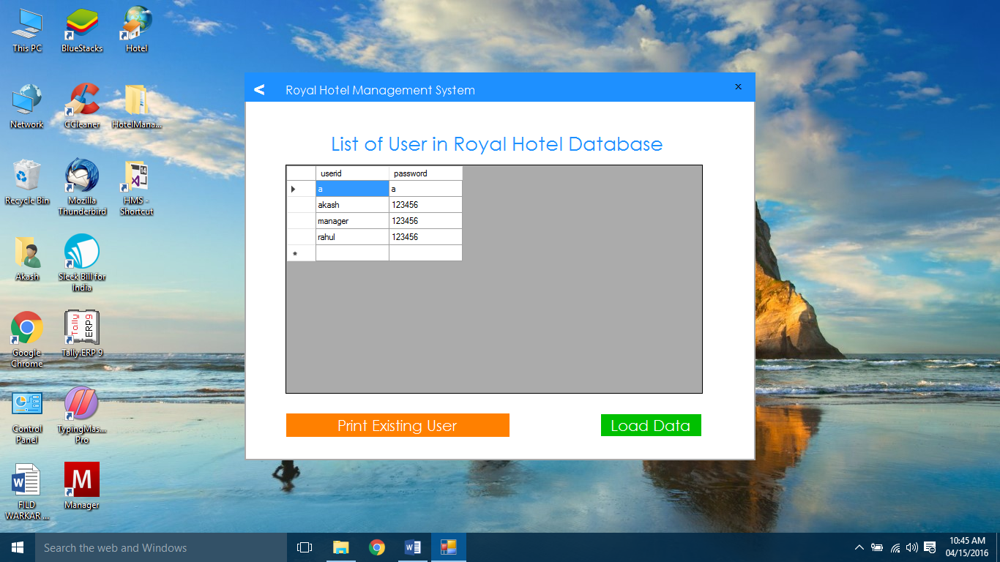 This PC
BlueStacks
Hotel
Network
CCleaner
HotelMana...
Recycle Bin
Mozilla
Thunderbird
HMS -
Shortcut
Akash
Sleek Bill for
India
Google
Chrome
Tally
ERP9
Tally.ERP 9
Control
Panel
TypingMas...
Pro
FILD
WARKAR ...
M
Manager
< Royal Hotel Management System x
List of User in Royal Hotel Database
userid password
a a
akash 123456
manager 123456
rahul 123456
*
Print Existing User
Load Data
Search the web and Windows
10:45 AM
04/15/2016